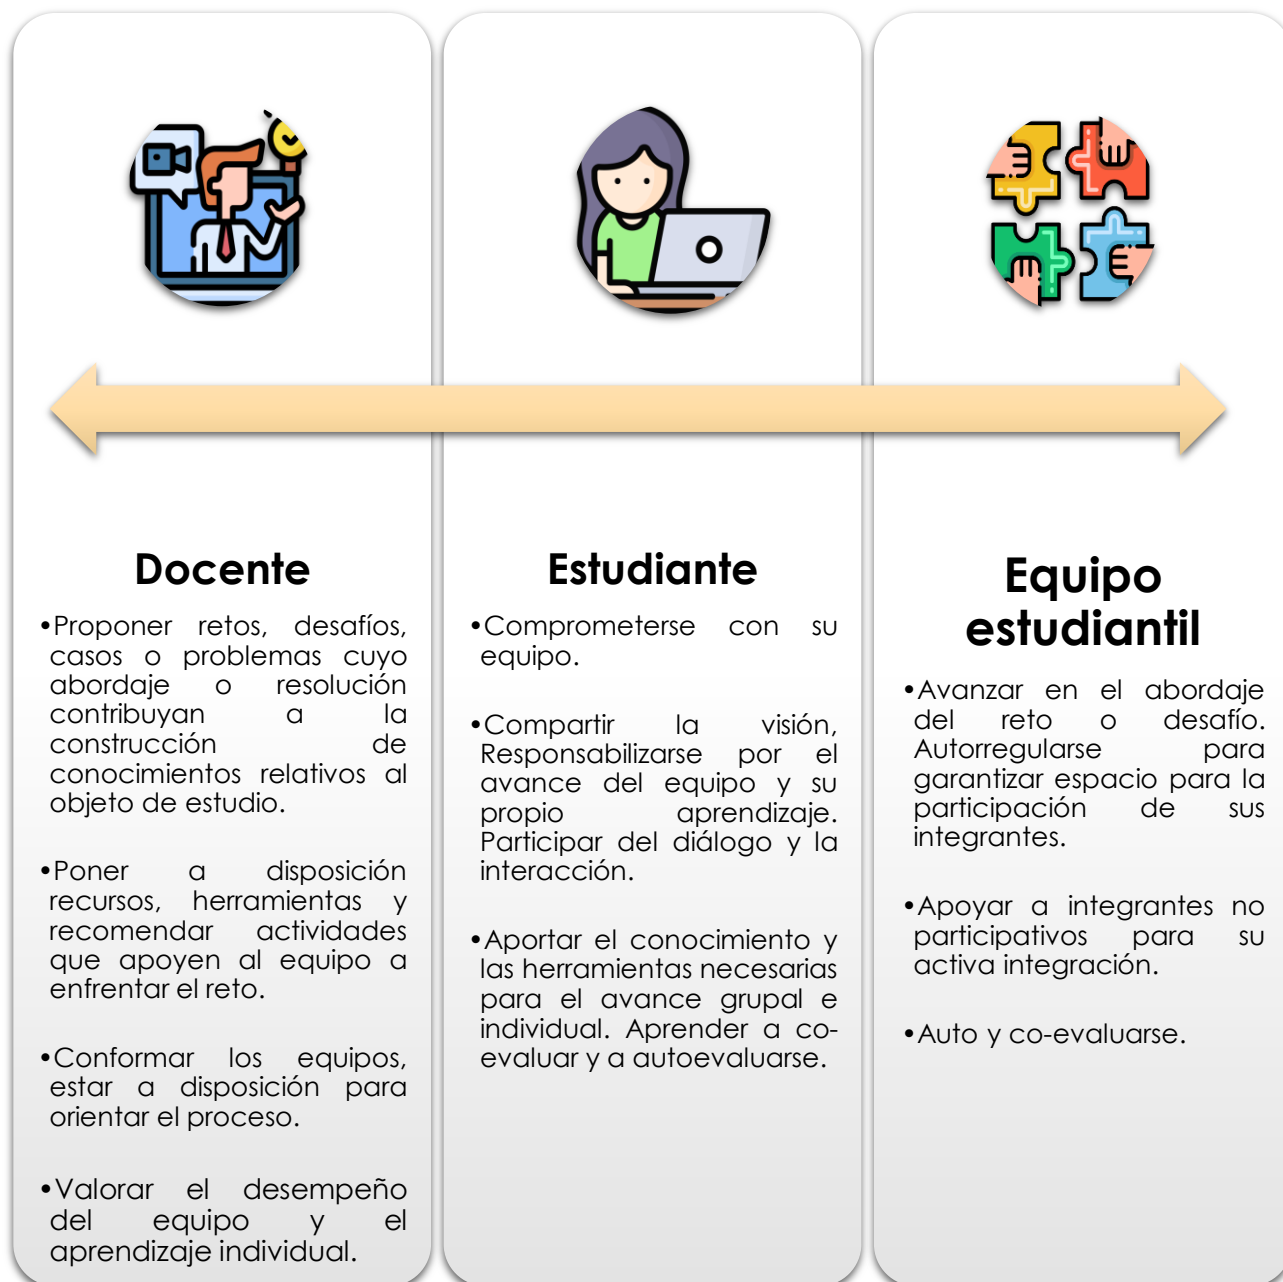 Docente
•Proponer retos, desafíos,
casos o problemas cuyo
abordaje o resolución
contribuyan a la
construcción de
conocimientos relativos al
objeto de estudio.
•Poner a disposición
recursos, herramientas y
recomendar actividades
que apoyen al equipo a
enfrentar el reto.
•Conformar los equipos,
estar a disposición para
orientar el proceso.
•Valorar el desempeño
del equipo y el
aprendizaje individual.
Estudiante
•Comprometerse con su
equipo.
•Compartir la visión,
Responsabilizarse por el
avance del equipo y su
propio aprendizaje.
Participar del diálogo y la
interacción.
•Aportar el conocimiento y
las herramientas necesarias
para el avance grupal e
individual. Aprender a co-
evaluar y a autoevaluarse.
Equipo
estudiantil
•Avanzar en el abordaje
del reto o desafío.
Autorregularse para
garantizar espacio para la
participación de sus
integrantes.
•Apoyar a integrantes no
participativos para su
activa integración.
•Auto y co-evaluarse.